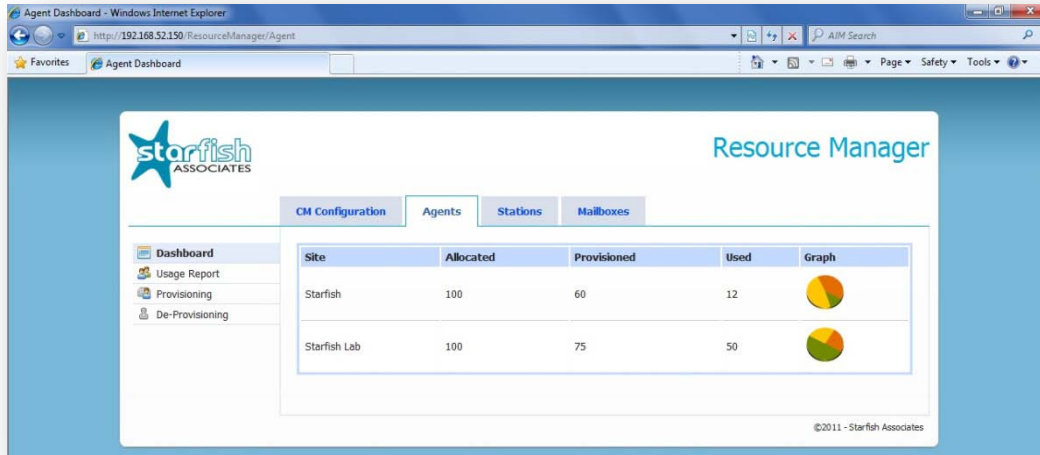 Agent Dashboard - Windows Internet Explorer
http://192.168.52.150/ResourceManager/Agent
AIM Search
Favorites
Agent Dashboard
Page
Safety
Tools
starfish
ASSOCIATES
Resource Manager
CM Configuration
Agents
Stations
Mailboxes
Dashboard
Usage Report
Provisioning
De-Provisioning
Site Allocated Provisioned Used Graph
Starfish 100 60 12
Starfish Lab 100 75 50
©2011 - Starfish Associates